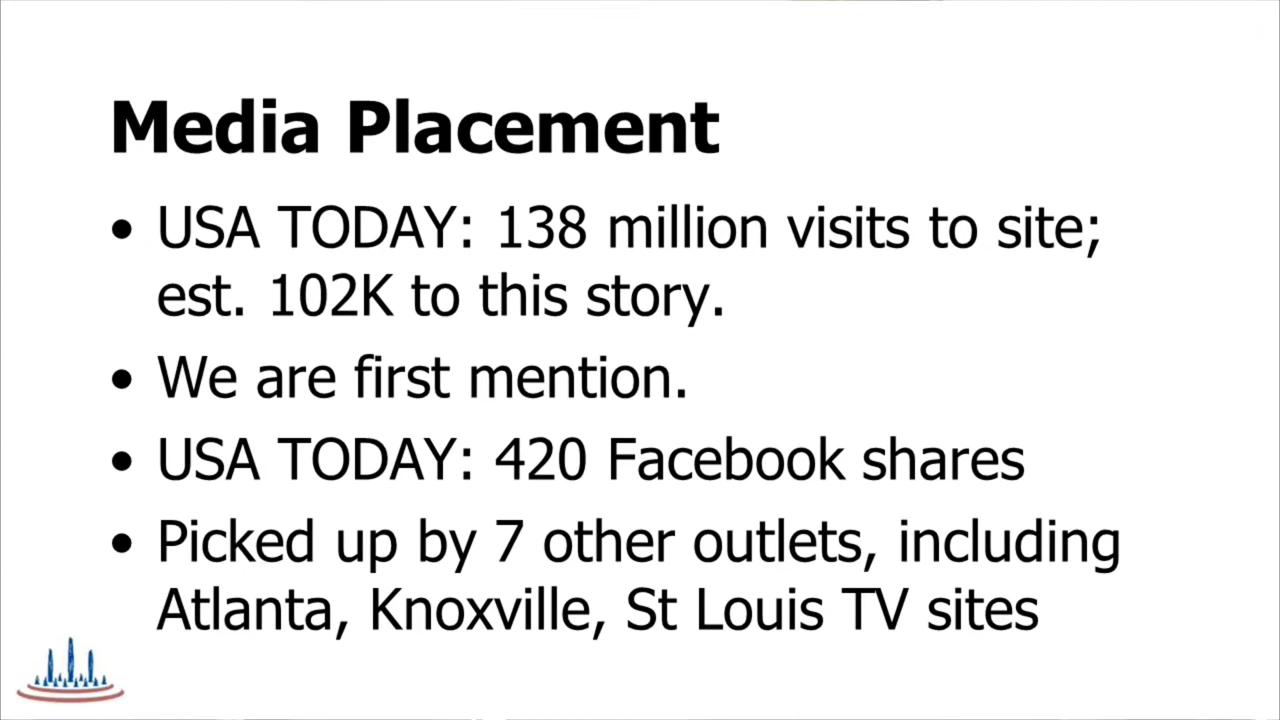 Media Placement
• USA TODAY: 138 million visits to site;
est. 102K to this story.
• We are first mention.
• USA TODAY: 420 Facebook shares
• Picked up by 7 other outlets, including
Atlanta, Knoxville, St Louis TV sites